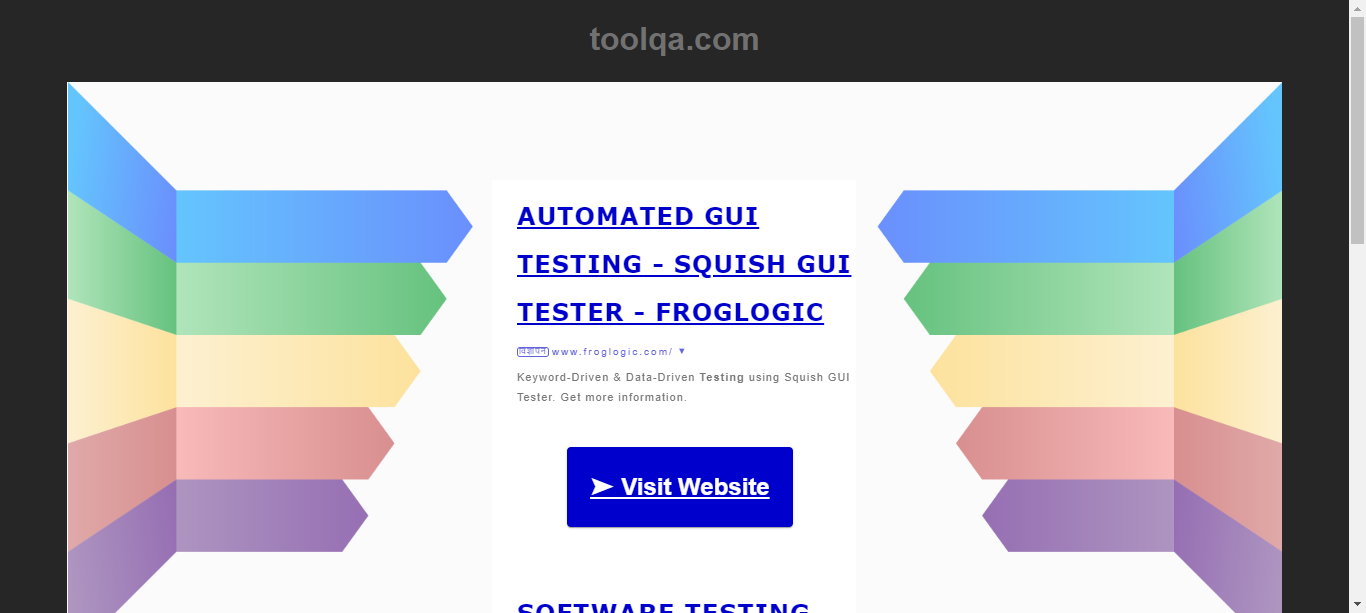 toolqa.com
AUTOMATED GUI
TESTING - SQUISH GUI
TESTER - FROGLOGIC
विज्ञापन www.froglogic.com/ ▼
Keyword-Driven & Data-Driven Testing using Squish GUI
Tester. Get more information.
➤ Visit Website
SOFTWARE TESTING